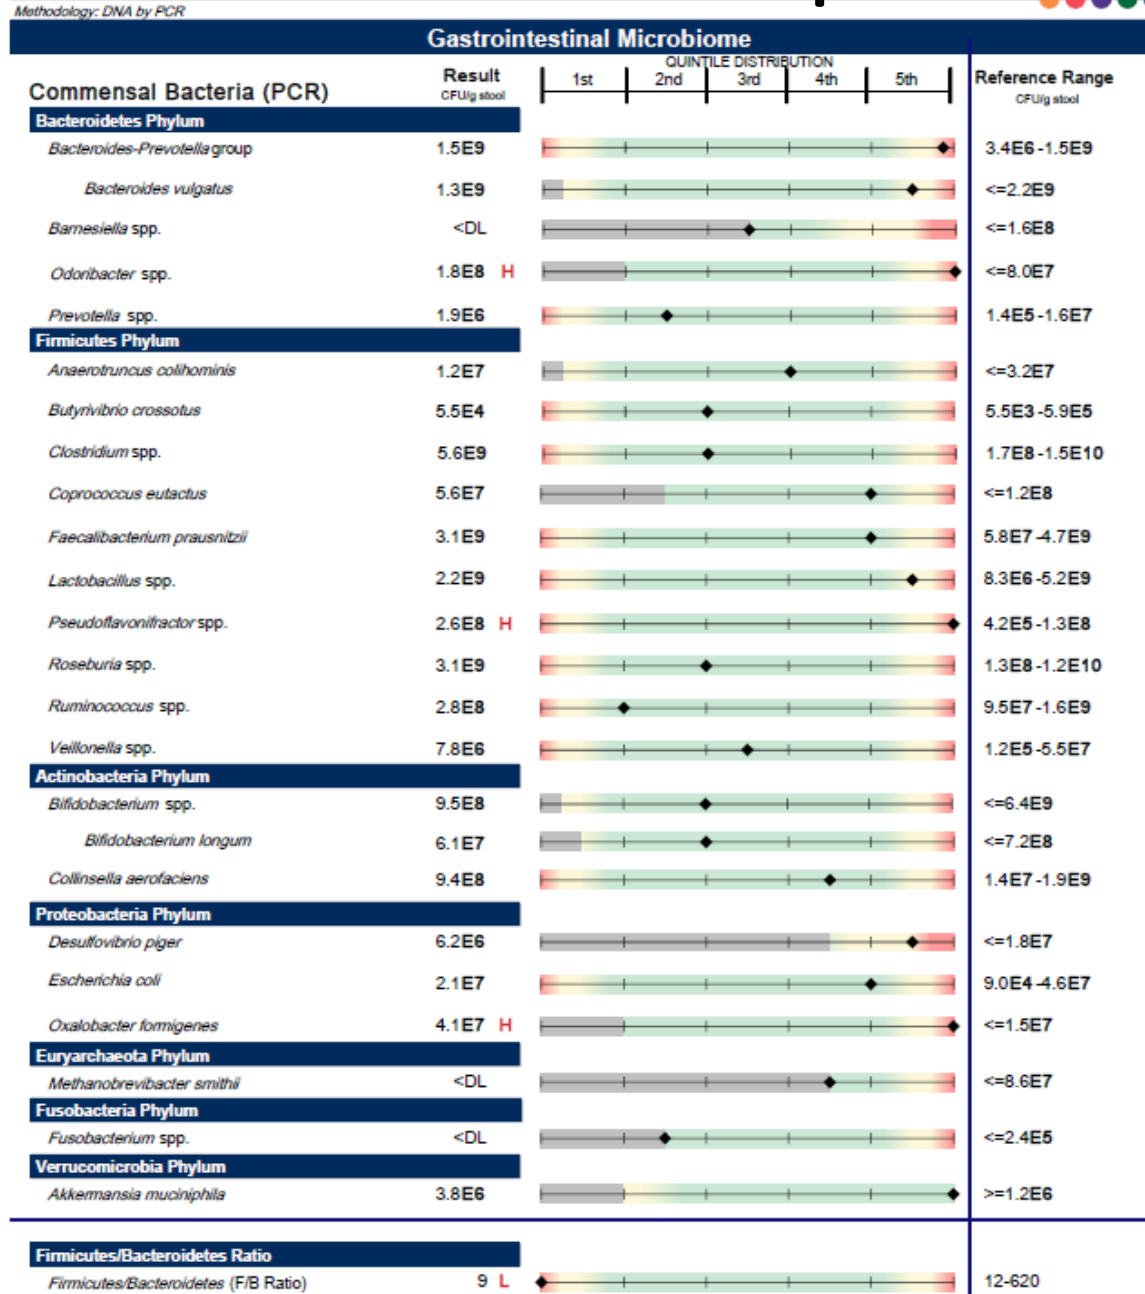 Methodology: DNA by PCR
Gastrointestinal Microbiome
Commensal Bacteria (PCR) Result CFU/g stool QUINTILE DISTRIBUTION 1st 2nd 3rd 4th 5th Reference Range CFU/g stool
Bacteroidetes Phylum
Bacteroides-Prevotella group 1.5E9 3.4E6-1.5E9
Bacteroides vulgatus 1.3E9 <=2.2E9
Barnesiella spp. <DL <=1.6E8
Odoribacter spp. 1.8E8 H <=8.0E7
Prevotella spp. 1.9E6 1.4E5-1.6E7
Firmicutes Phylum
Anaerotruncus colihominis 1.2E7 <=3.2E7
Butyrivibrio crossotus 5.5E4 5.5E3-5.9E5
Clostridium spp. 5.6E9 1.7E8-1.5E10
Coprococcus eutactus 5.6E7 <=1.2E8
Faecalibacterium prausnitzii 3.1E9 5.8E7-4.7E9
Lactobacillus spp. 2.2E9 8.3E6-5.2E9
Pseudoflavonifractor spp. 2.6E8 H 4.2E5-1.3E8
Roseburia spp. 3.1E9 1.3E8-1.2E10
Ruminococcus spp. 2.8E8 9.5E7-1.6E9
Veillonella spp. 7.8E6 1.2E5-5.5E7
Actinobacteria Phylum
Bifidobacterium spp. 9.5E8 <=6.4E9
Bifidobacterium longum 6.1E7 <=7.2E8
Collinsella aerofaciens 9.4E8 1.4E7-1.9E9
Proteobacteria Phylum
Desulfovibrio piger 6.2E6 <=1.8E7
Escherichia coli 2.1E7 9.0E4-4.6E7
Oxalobacter formigenes 4.1E7 H <=1.5E7
Euryarchaeota Phylum
Methanobrevibacter smithii <DL <=8.6E7
Fusobacteria Phylum
Fusobacterium spp. <DL <=2.4E5
Verrucomicrobia Phylum
Akkermansia muciniphila 3.8E6 >=1.2E6
Firmicutes/Bacteroidetes Ratio
Firmicutes/Bacteroidetes (F/B Ratio) 9 L 12-620